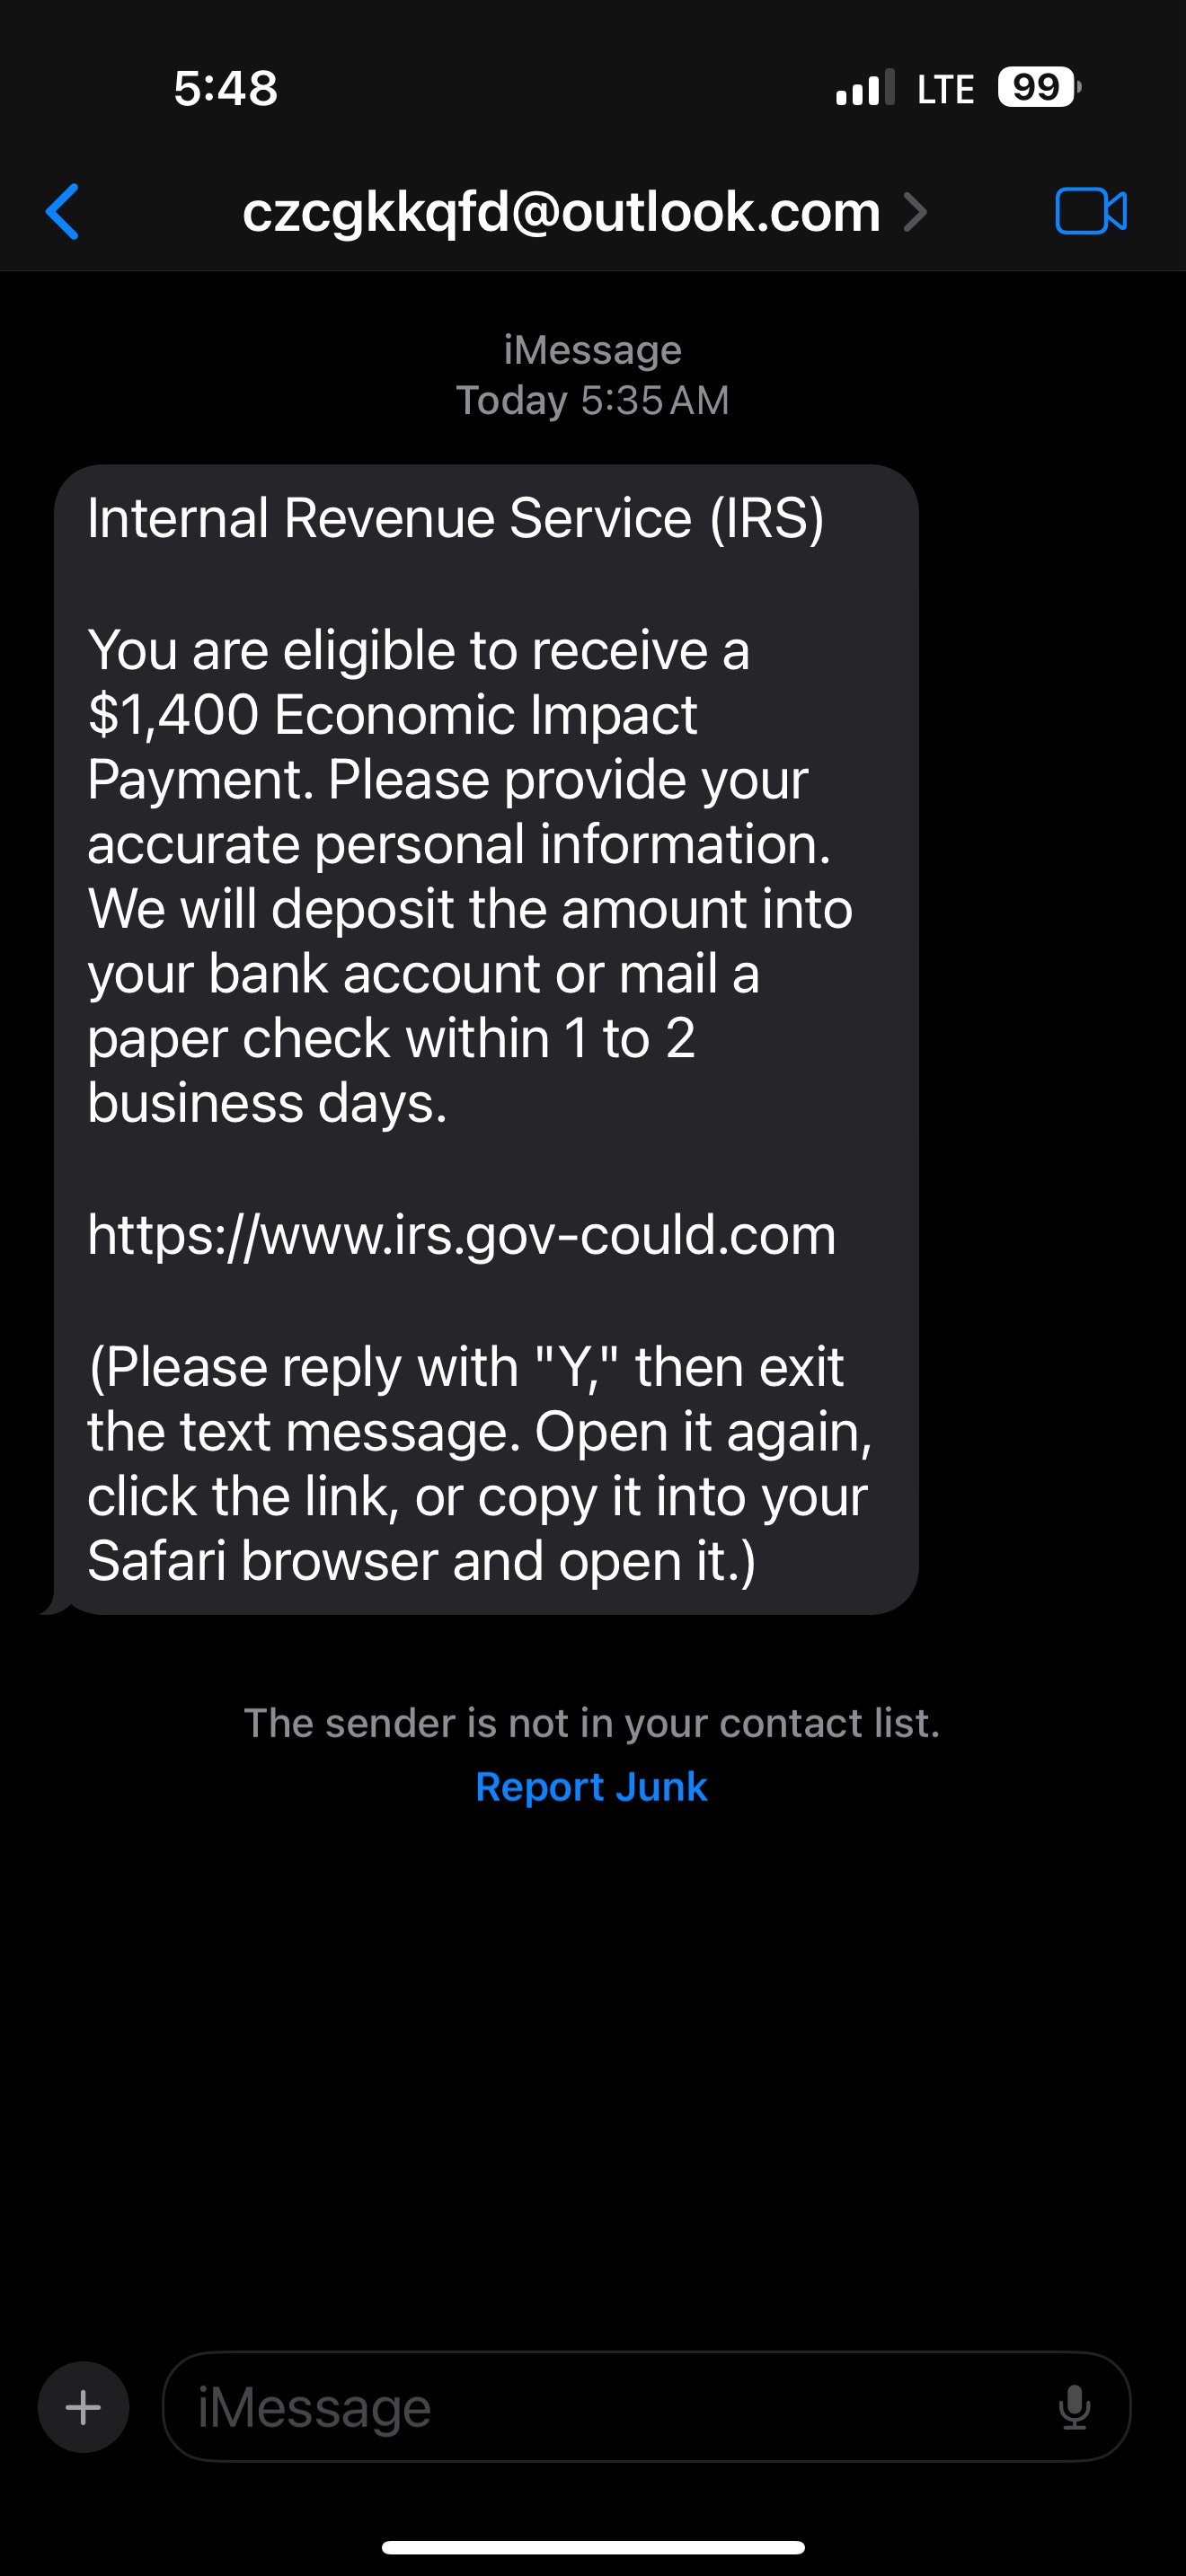 5:48
LTE 99
czcgkkqfd@outlook.com
iMessage
Today 5:35 AM
Internal Revenue Service (IRS)
You are eligible to receive a
$1,400 Economic Impact
Payment. Please provide your
accurate personal information.
We will deposit the amount into
your bank account or mail a
paper check within 1 to 2
business days.
https://www.irs.gov-could.com
(Please reply with "Y," then exit
the text message. Open it again,
click the link, or copy it into your
Safari browser and open it.)
The sender is not in your contact list.
Report Junk
iMessage